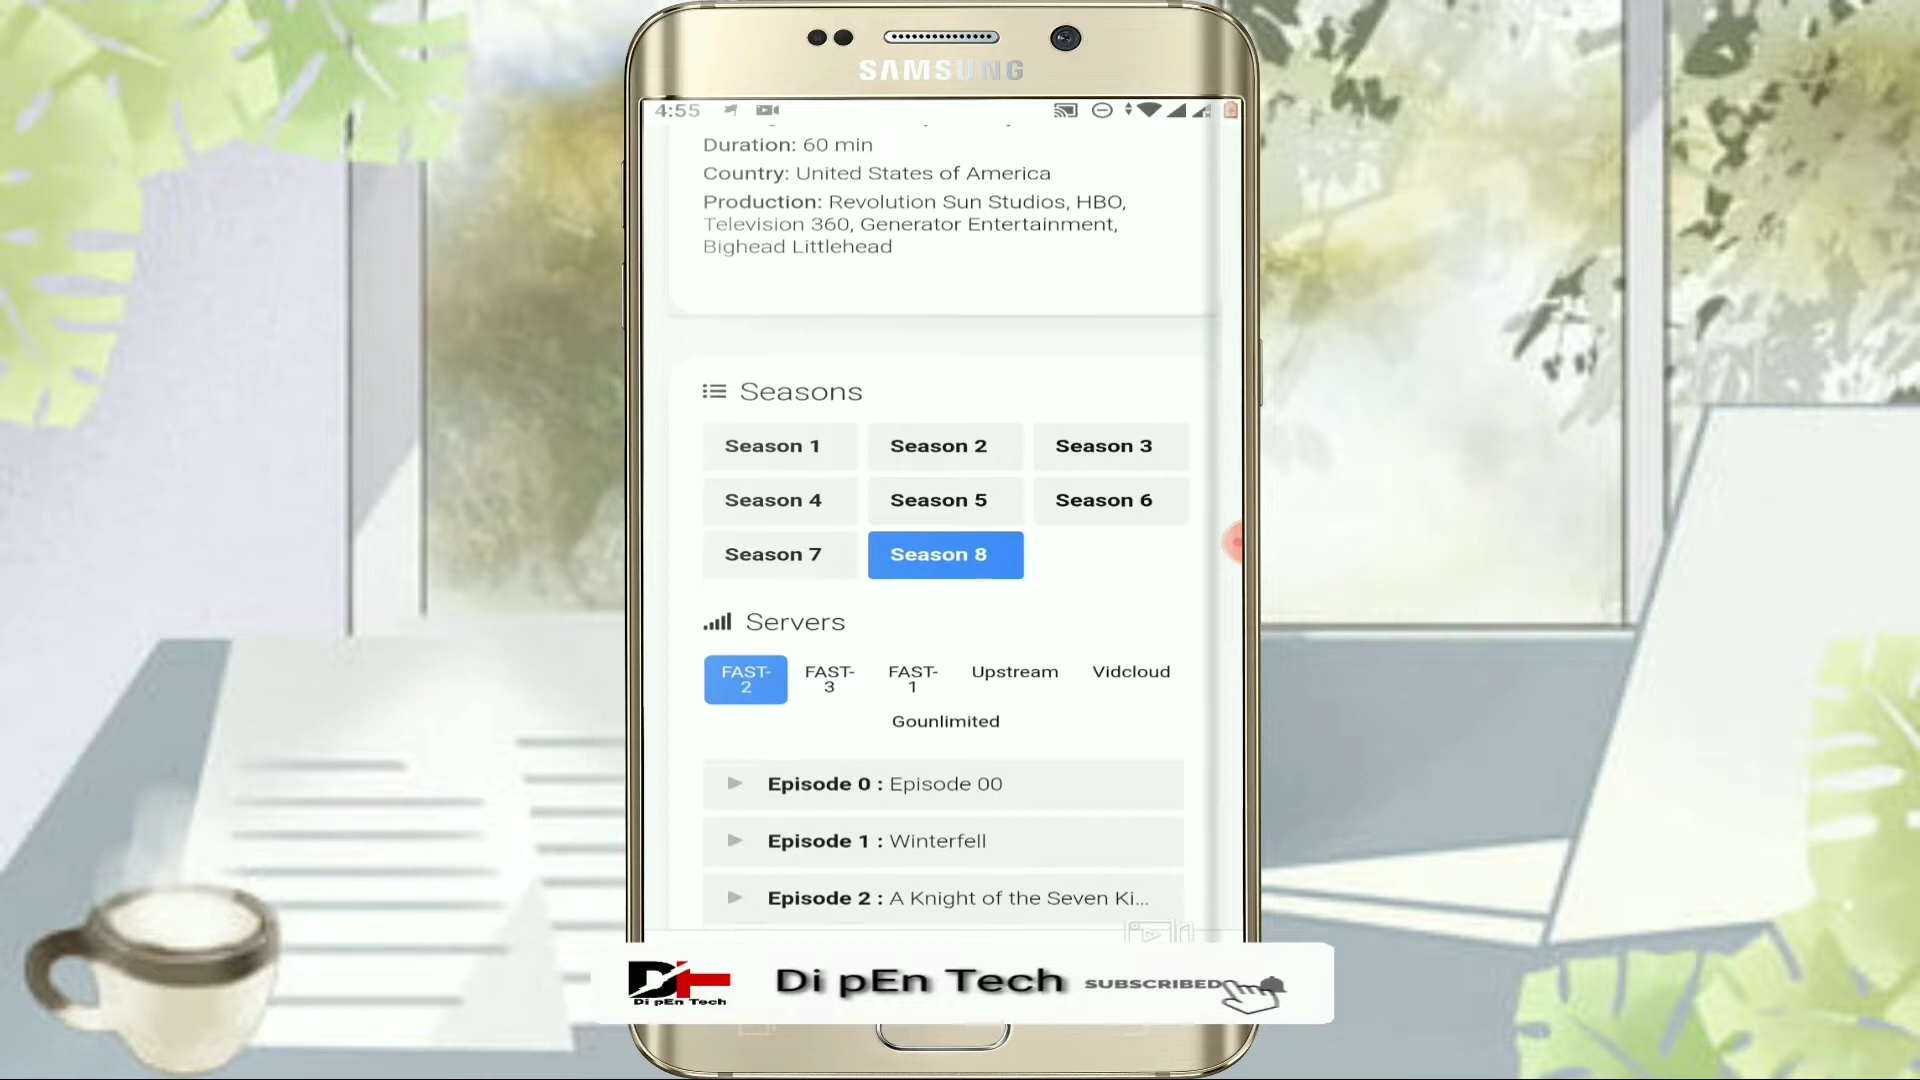 SAMSUNG
4:55
Duration: 60 min
Country: United States of America
Production: Revolution Sun Studios, HBO,
Television 360, Generator Entertainment,
Bighead Littlehead
Seasons
Season 1 Season 2 Season 3
Season 4 Season 5 Season 6
Season 7 Season 8
Servers
FAST-2 FAST-3 FAST-1 Upstream Vidcloud
Gounlimited
Episode 0 : Episode 00
Episode 1 : Winterfell
Episode 2 : A Knight of the Seven Ki...
Di pEn Tech
Di pEn Tech SUBSCRIBED